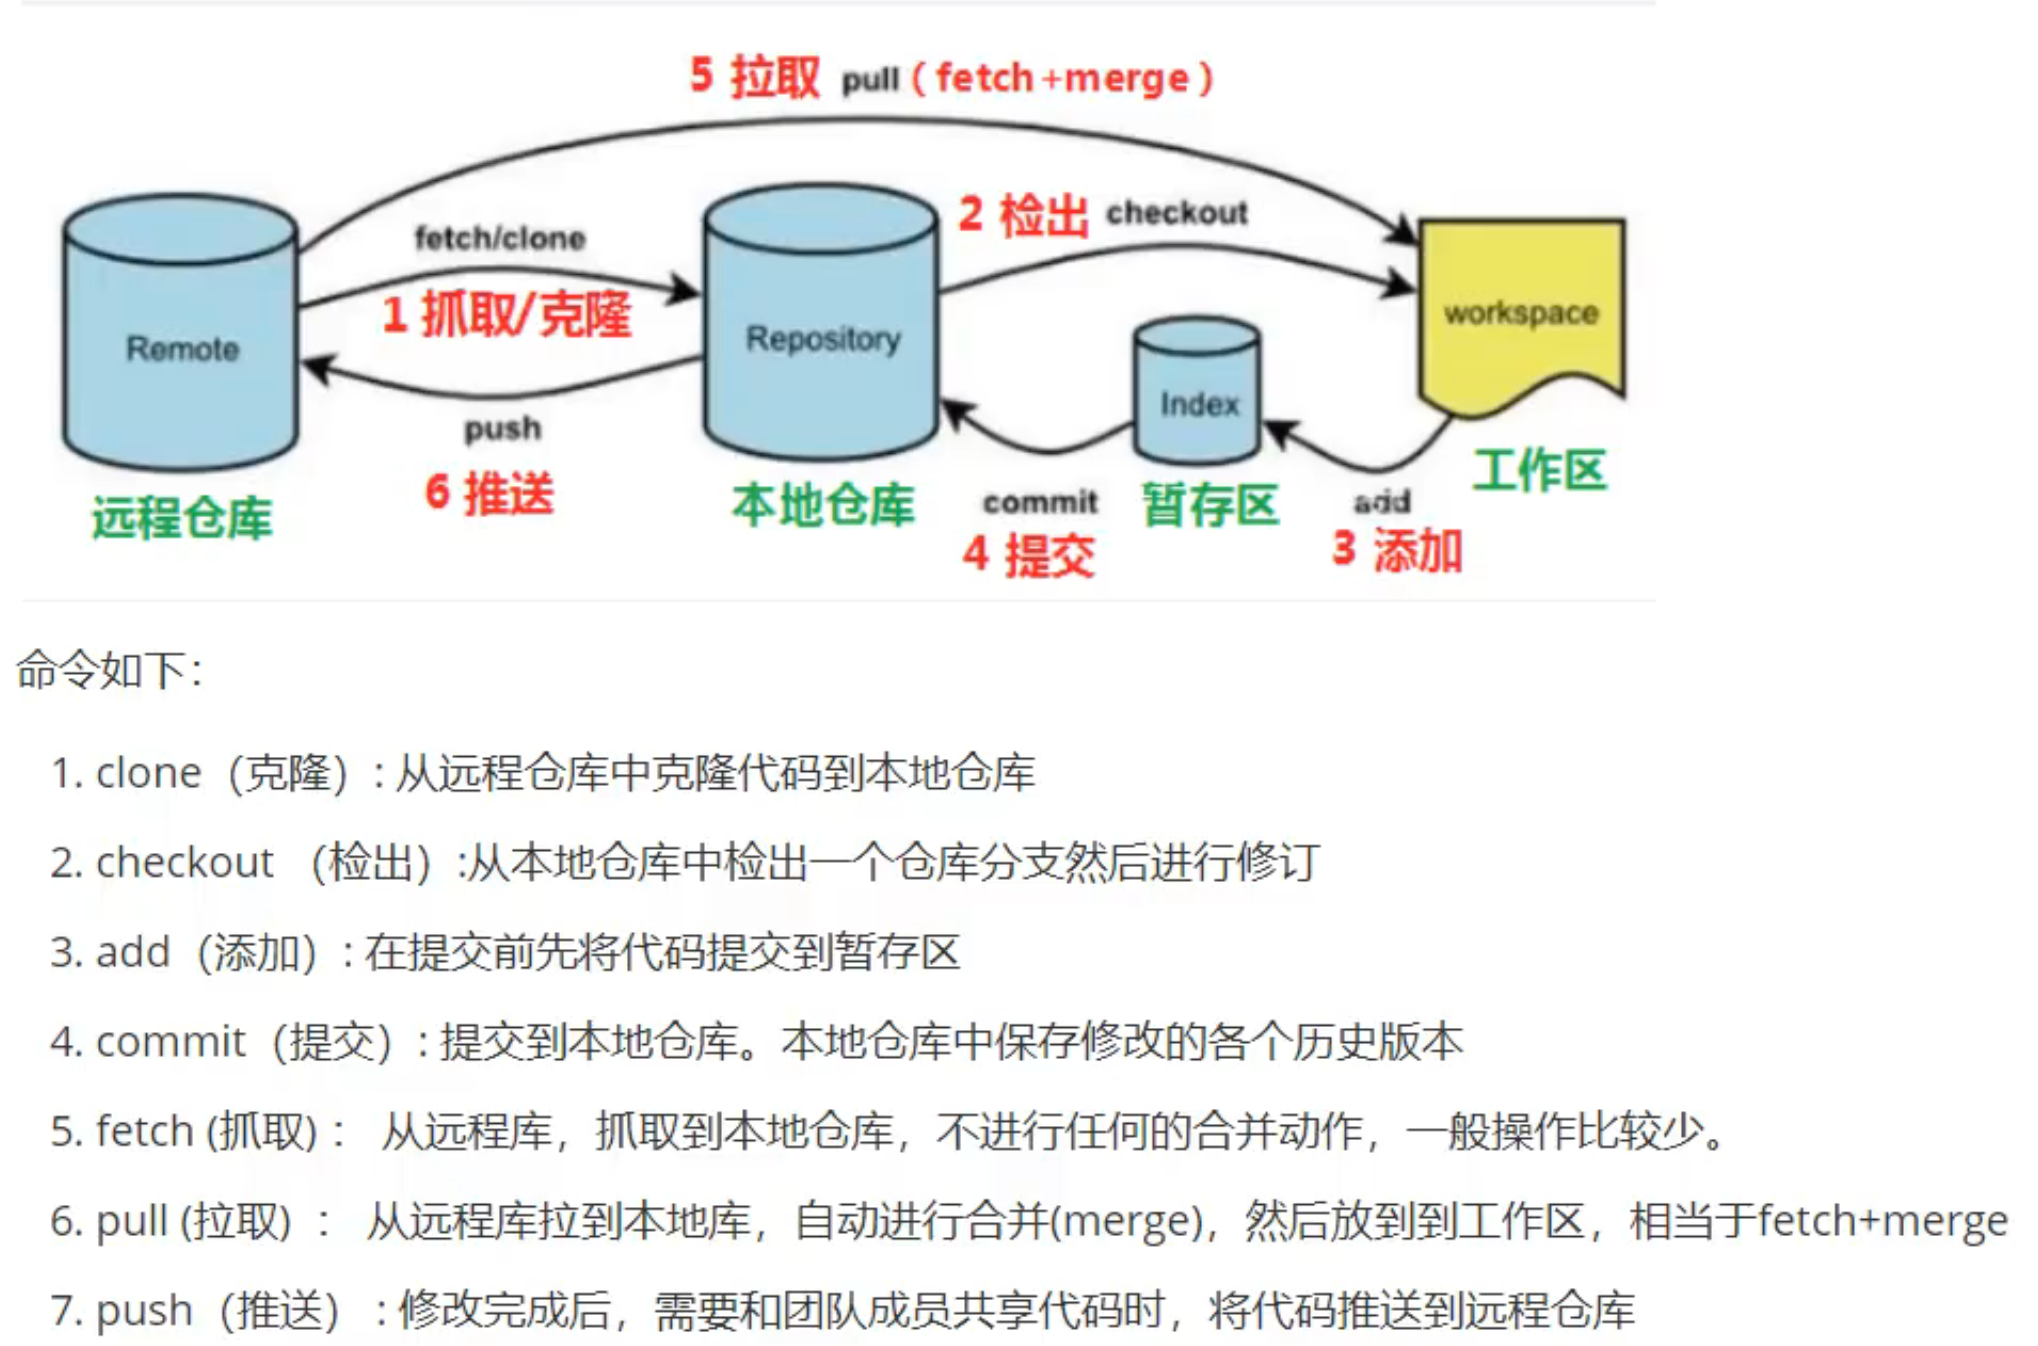 5 拉取 pull ( fetch+merge )
fetch/clone
1 抓取/克隆
2 检出 checkout
Remote
Repository
Index
workspace
push
6 推送
commit
4 提交
add
3 添加
远程仓库
本地仓库
暂存区
工作区
命令如下：
1. clone（克隆）: 从远程仓库中克隆代码到本地仓库
2. checkout （检出）:从本地仓库中检出一个仓库分支然后进行修订
3. add（添加）: 在提交前先将代码提交到暂存区
4. commit（提交）: 提交到本地仓库。本地仓库中保存修改的各个历史版本
5. fetch (抓取) ： 从远程库，抓取到本地仓库，不进行任何的合并动作，一般操作比较少。
6. pull (拉取) ： 从远程库拉到本地库，自动进行合并(merge)，然后放到到工作区，相当于fetch+merge
7. push（推送） : 修改完成后，需要和团队成员共享代码时，将代码推送到远程仓库